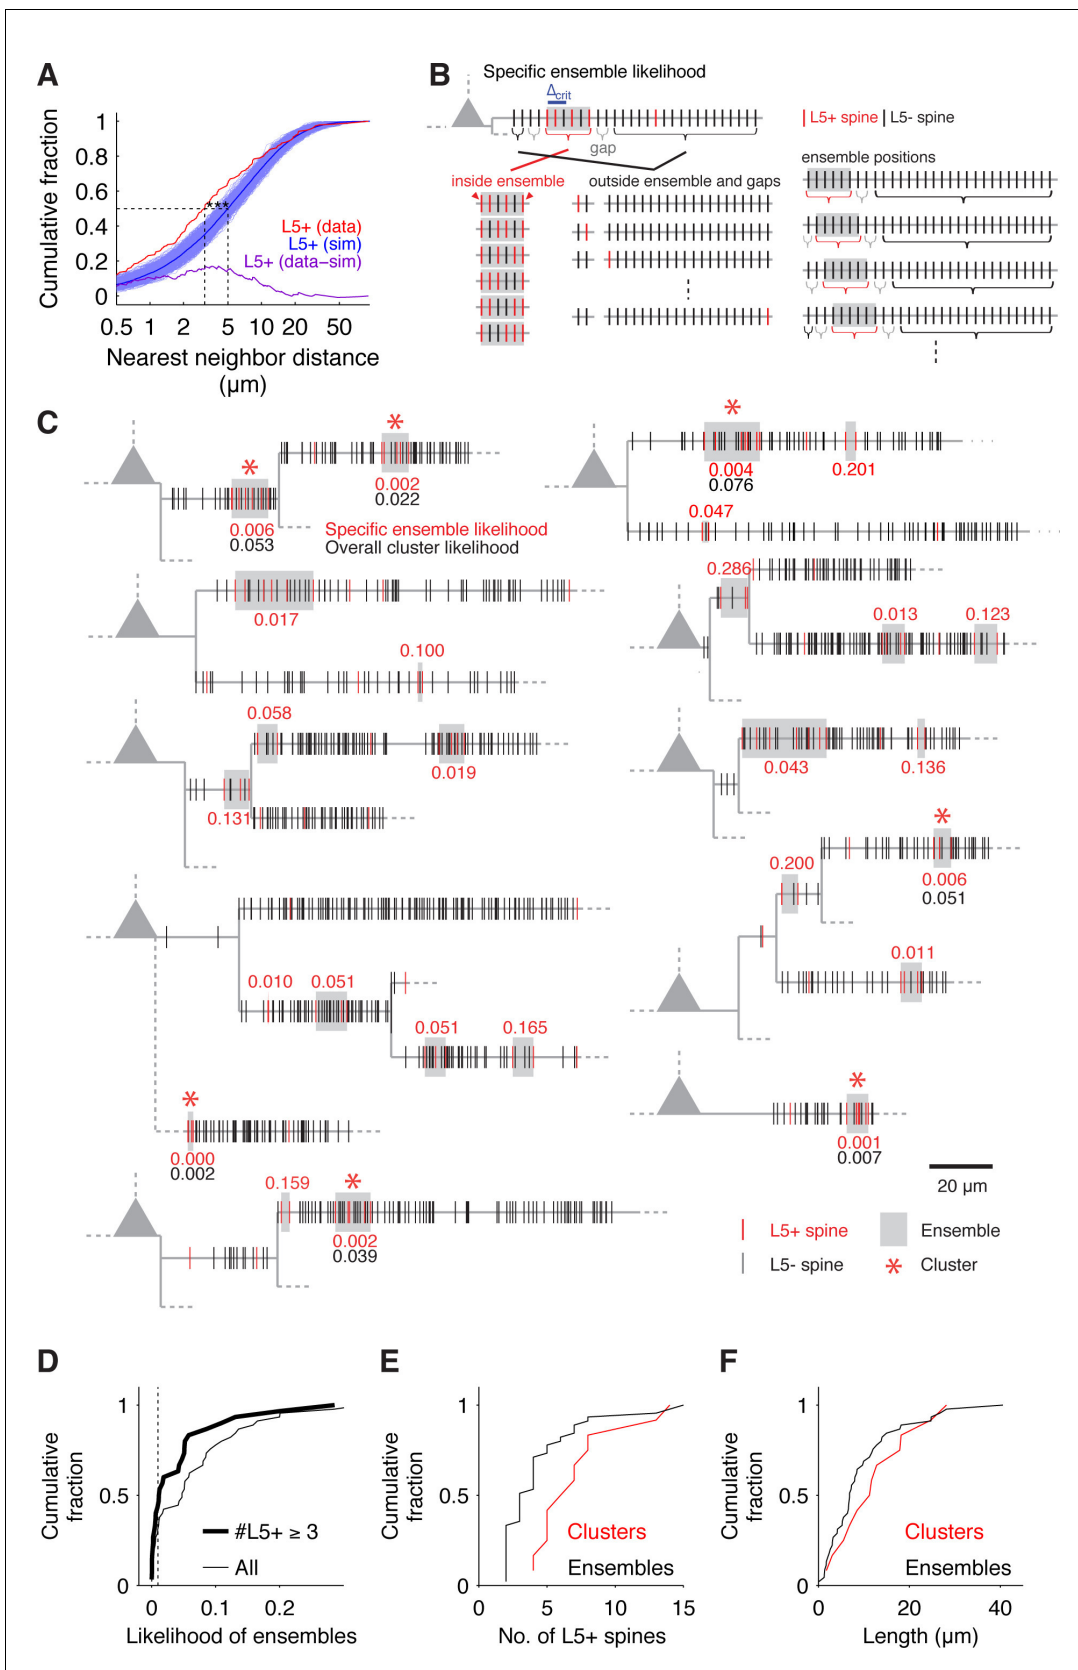 A
Cumulative fraction
1
0.8
0.6
0.4
0.2
0
***
L5+ (data)
L5+ (sim)
L5+ (data–sim)
0.5 1 2 5 10 20 50
Nearest neighbor distance
(µm)
B
Specific ensemble likelihood
Δcrit
gap
inside ensemble
outside ensemble and gaps
L5+ spine L5- spine
ensemble positions
C
*
*
0.002
0.022
0.006
0.053
Specific ensemble likelihood
Overall cluster likelihood
*
0.004
0.076
0.201
0.047
0.017
0.100
0.286
0.013
0.123
0.058
0.019
0.131
0.043
0.136
*
0.200
0.006
0.051
0.011
0.010
0.051
0.051
0.165
*
0.000
0.002
*
0.001
0.007
0.159
*
0.002
0.039
20 µm
L5+ spine
Ensemble
L5- spine
* Cluster
D
Cumulative
fraction
1
0.5
0
#L5+ ≥ 3
All
0 0.1 0.2
Likelihood of ensembles
E
Cumulative
fraction
1
0.5
0
Clusters
Ensembles
0 5 10 15
No. of L5+ spines
F
Cumulative
fraction
1
0.5
0
Clusters
Ensembles
0 20 40
Length (µm)